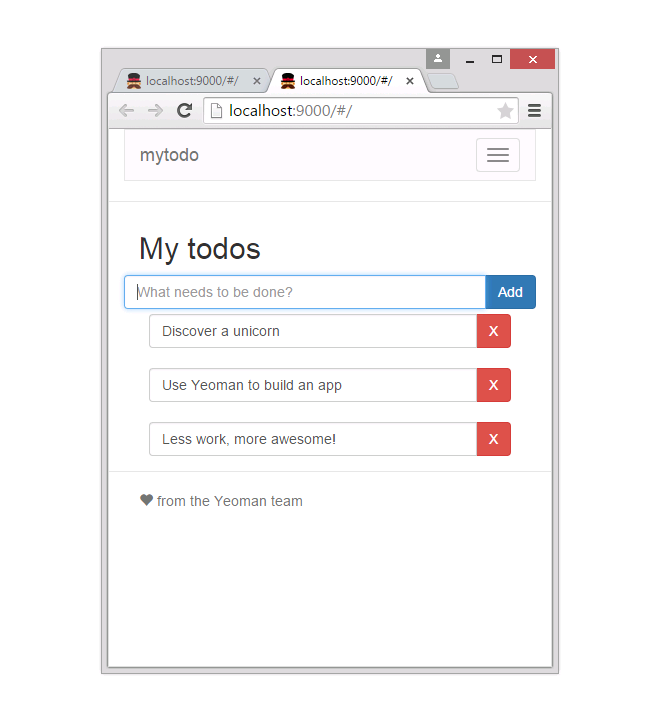 localhost:9000/#/ localhost:9000/#/
localhost:9000/#/
mytodo
My todos
What needs to be done? Add
Discover a unicorn X
Use Yeoman to build an app X
Less work, more awesome! X
from the Yeoman team